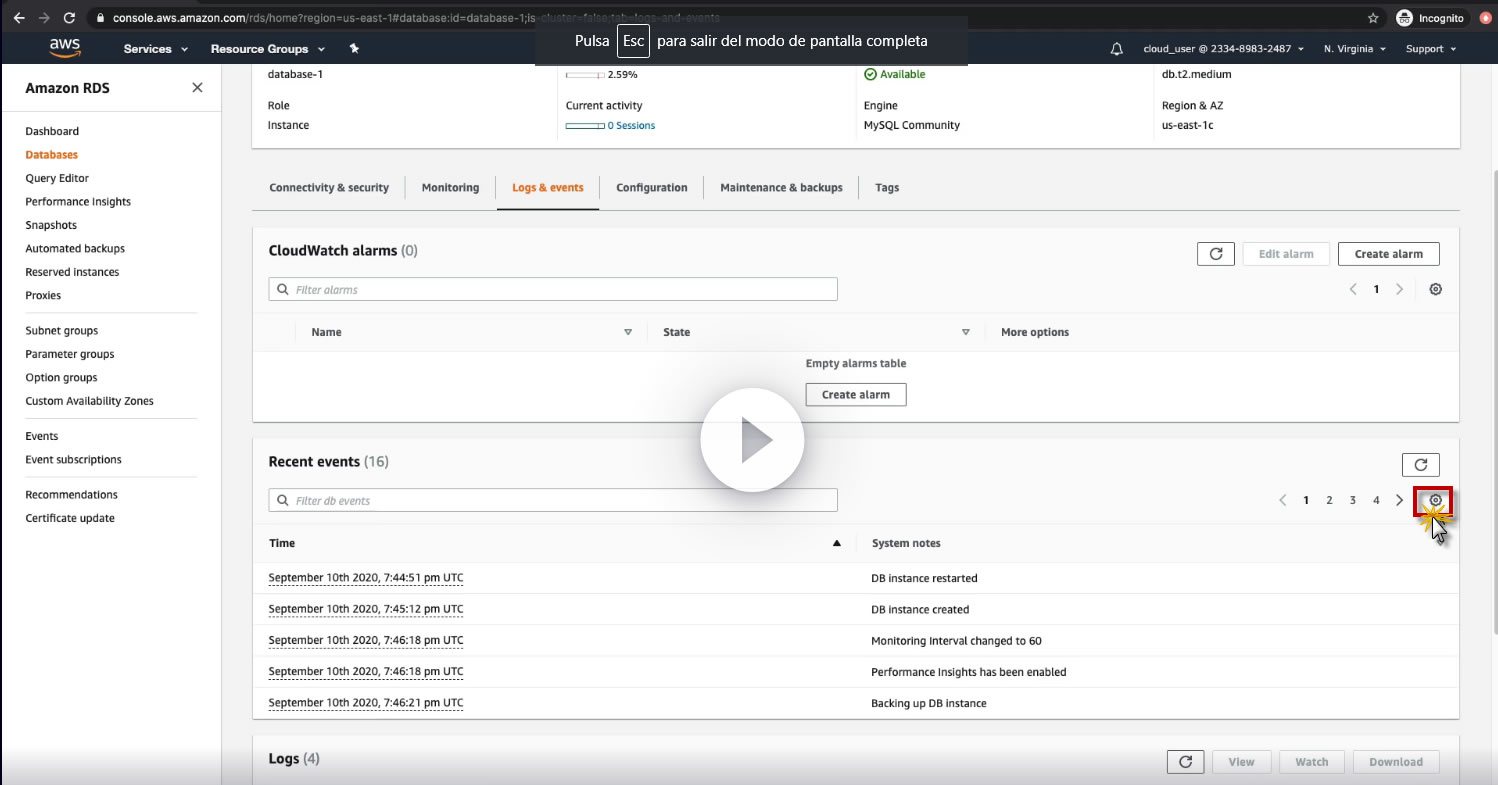 console.aws.amazon.com/rds/home?region=us-east-1#database:id=database-1;is-cluster=false;tab=logs-and-events
Incognito
Pulsa Esc para salir del modo de pantalla completa
aws Services Resource Groups cloud_user @ 2334-8983-2487 N. Virginia Support
Amazon RDS
Dashboard
Databases
Query Editor
Performance Insights
Snapshots
Automated backups
Reserved instances
Proxies
Subnet groups
Parameter groups
Option groups
Custom Availability Zones
Events
Event subscriptions
Recommendations
Certificate update
database-1 2.59% Available db.t2.medium
Role Current activity Engine Region & AZ
Instance 0 Sessions MySQL Community us-east-1c
Connectivity & security Monitoring Logs & events Configuration Maintenance & backups Tags
CloudWatch alarms (0) Edit alarm Create alarm
Filter alarms 1
Name State More options
Empty alarms table
Create alarm
Recent events (16)
Filter db events 1 2 3 4
Time System notes
September 10th 2020, 7:44:51 pm UTC DB instance restarted
September 10th 2020, 7:45:12 pm UTC DB instance created
September 10th 2020, 7:46:18 pm UTC Monitoring Interval changed to 60
September 10th 2020, 7:46:18 pm UTC Performance Insights has been enabled
September 10th 2020, 7:46:21 pm UTC Backing up DB instance
Logs (4) View Watch Download